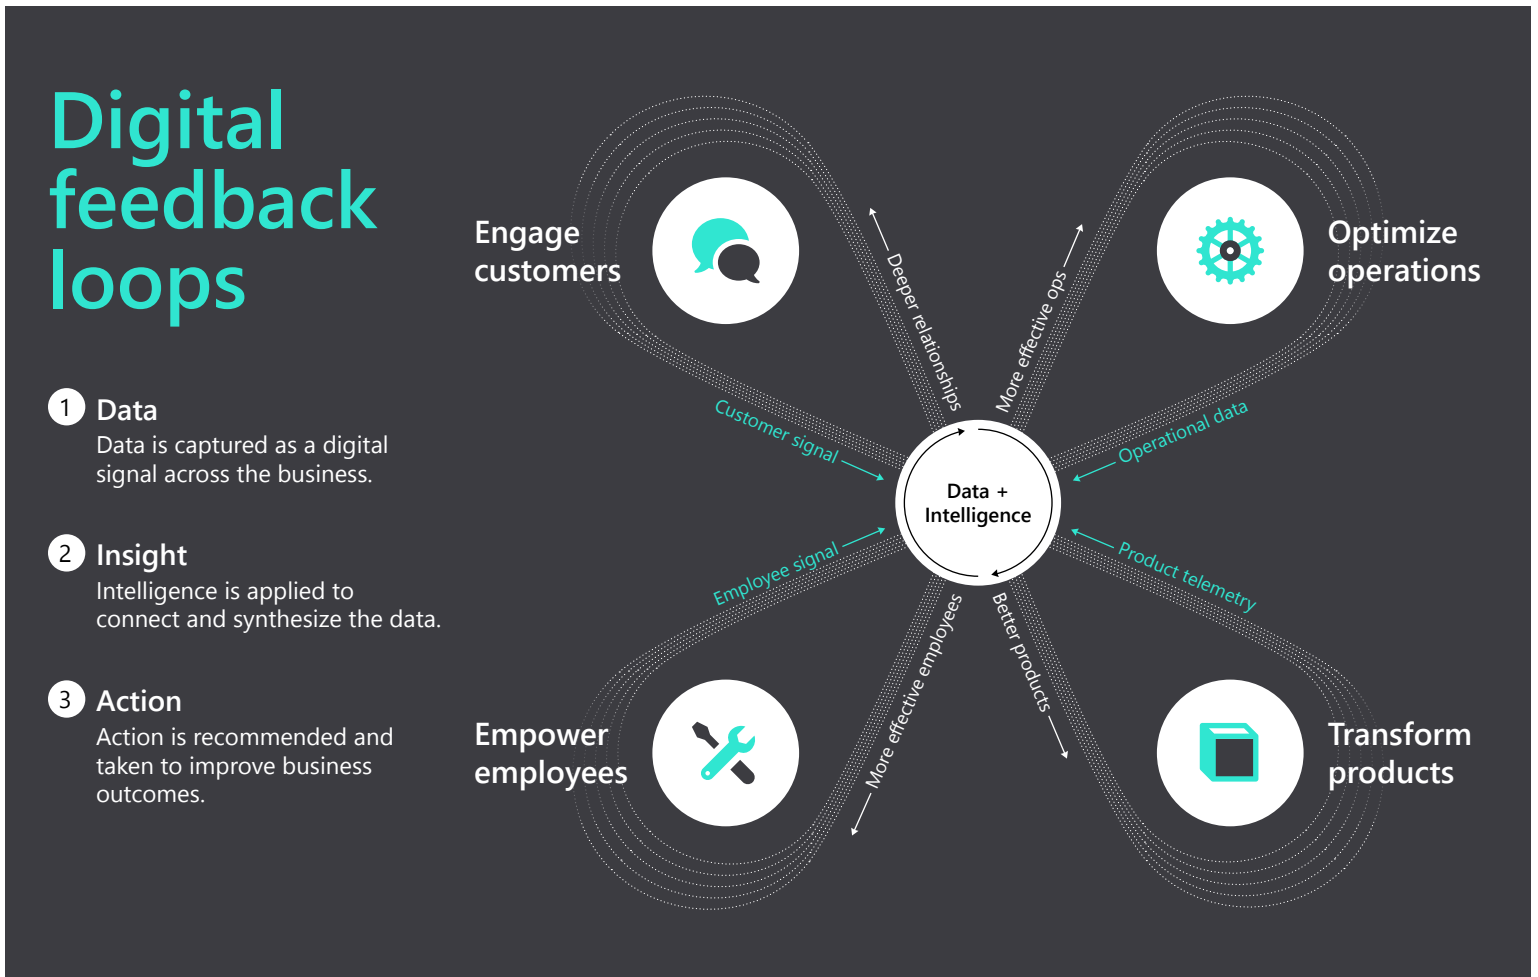 Digital
feedback
loops
1 Data
Data is captured as a digital
signal across the business.
2 Insight
Intelligence is applied to
connect and synthesize the data.
3 Action
Action is recommended and
taken to improve business
outcomes.
Engage
customers
Deeper relationships
Customer signal
More effective ops
Optimize
operations
Operational data
Data +
Intelligence
Employee signal
Empower
employees
More effective employees
Better products
Product telemetry
Transform
products